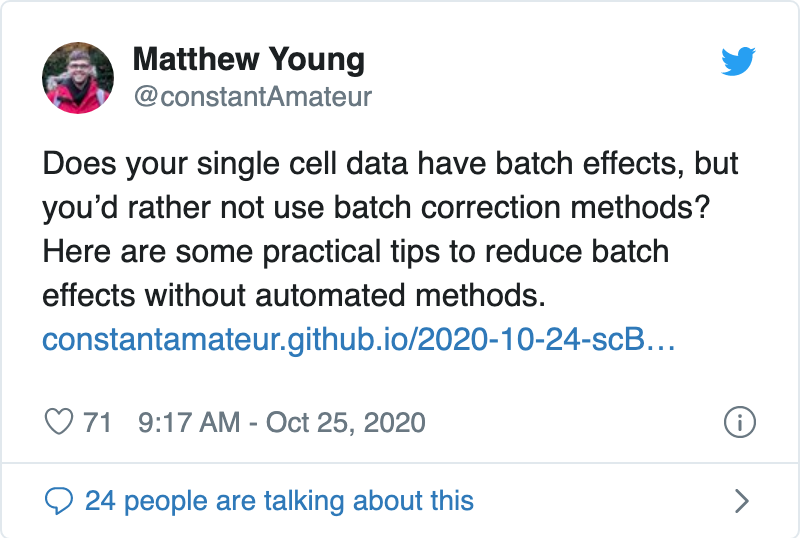 Matthew Young
@constantAmateur
Does your single cell data have batch effects, but
you’d rather not use batch correction methods?
Here are some practical tips to reduce batch
effects without automated methods.
constantamateur.github.io/2020-10-24-scB…
71 9:17 AM - Oct 25, 2020
24 people are talking about this